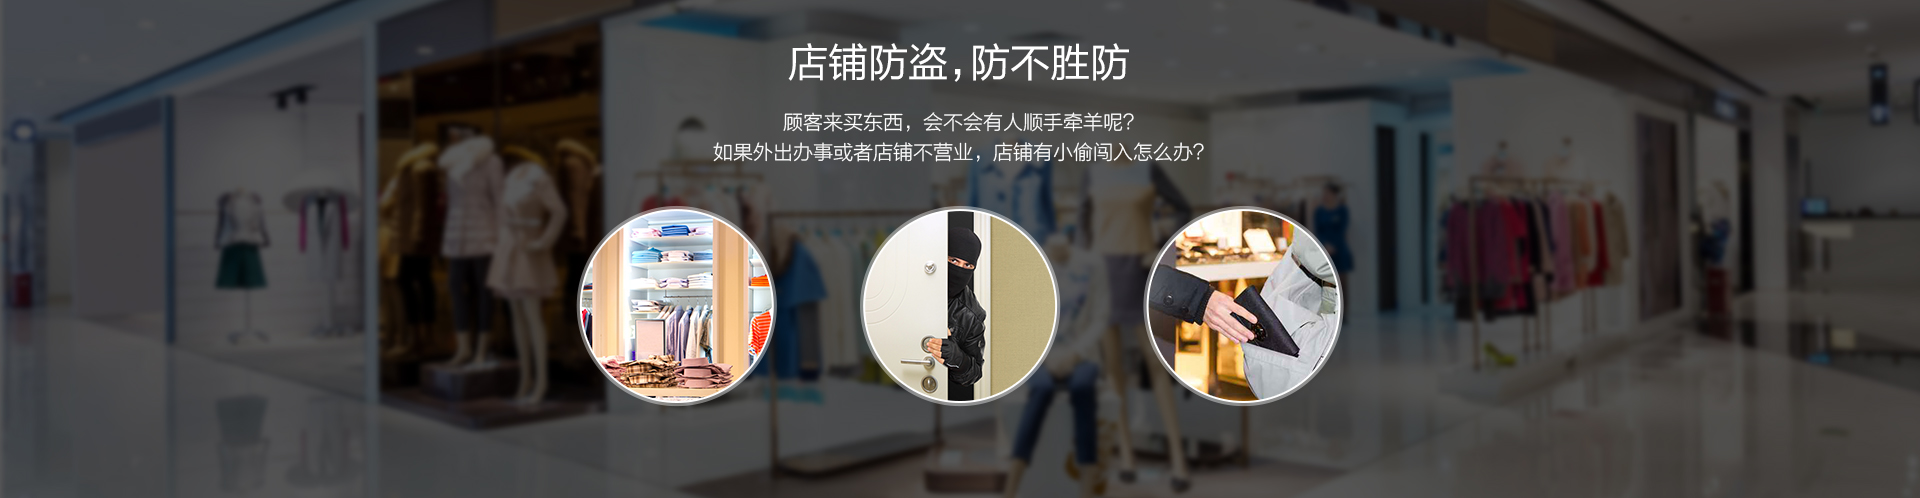 店铺防盗，防不胜防
顾客来买东西，会不会有人顺手牵羊呢？
如果外出办事或者店铺不营业，店铺有小偷闯入怎么办？